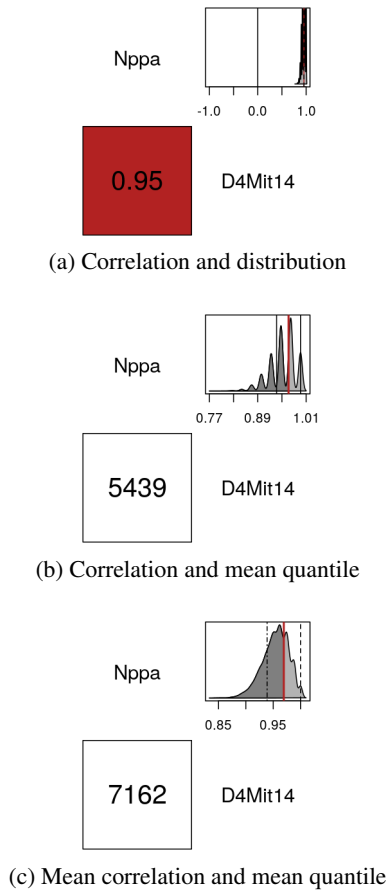 Nppa
-1.0 0.0 1.0
0.95 D4Mit14
(a) Correlation and distribution
Nppa
0.77 0.89 1.01
5439 D4Mit14
(b) Correlation and mean quantile
Nppa
0.85 0.95
7162 D4Mit14
(c) Mean correlation and mean quantile